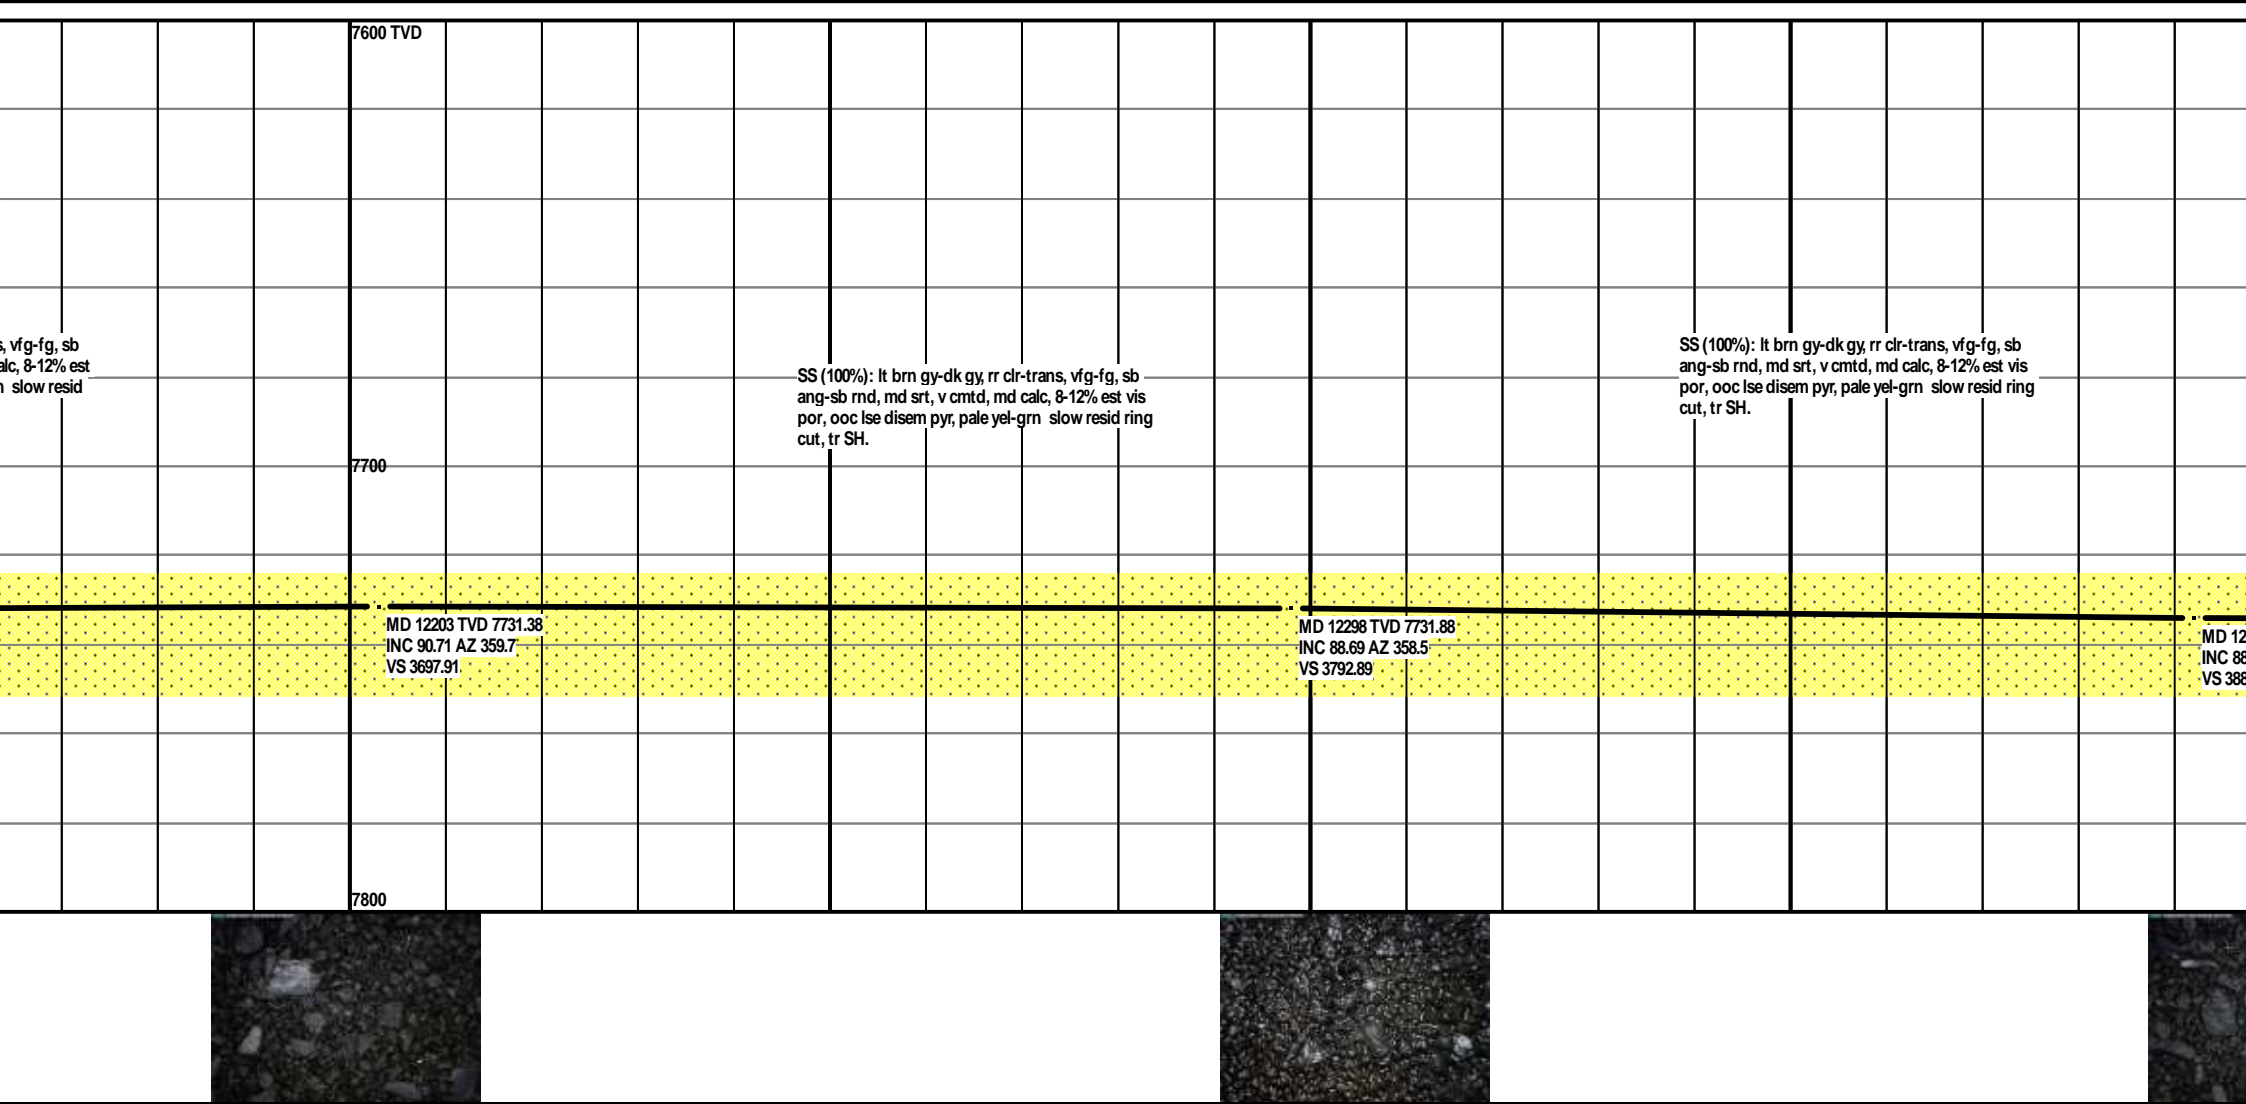 7600 TVD
s, vfg-fg, sb
alc, 8-12% est
n slow resid
SS (100%): lt brn gy-dk gy, rr clr-trans, vfg-fg, sb
ang-sb rnd, md srt, v cmtd, md calc, 8-12% est vis
por, ooc lse disem pyr, pale yel-grn slow resid ring
cut, tr SH.
SS (100%): lt brn gy-dk gy, rr clr-trans, vfg-fg, sb
ang-sb rnd, md srt, v cmtd, md calc, 8-12% est vis
por, ooc lse disem pyr, pale yel-grn slow resid ring
cut, tr SH.
7700
MD 12203 TVD 7731.38
INC 90.71 AZ 359.7
VS 3697.91
MD 12298 TVD 7731.88
INC 88.69 AZ 358.5
VS 3792.89
MD 12
INC 88
VS 388
7800